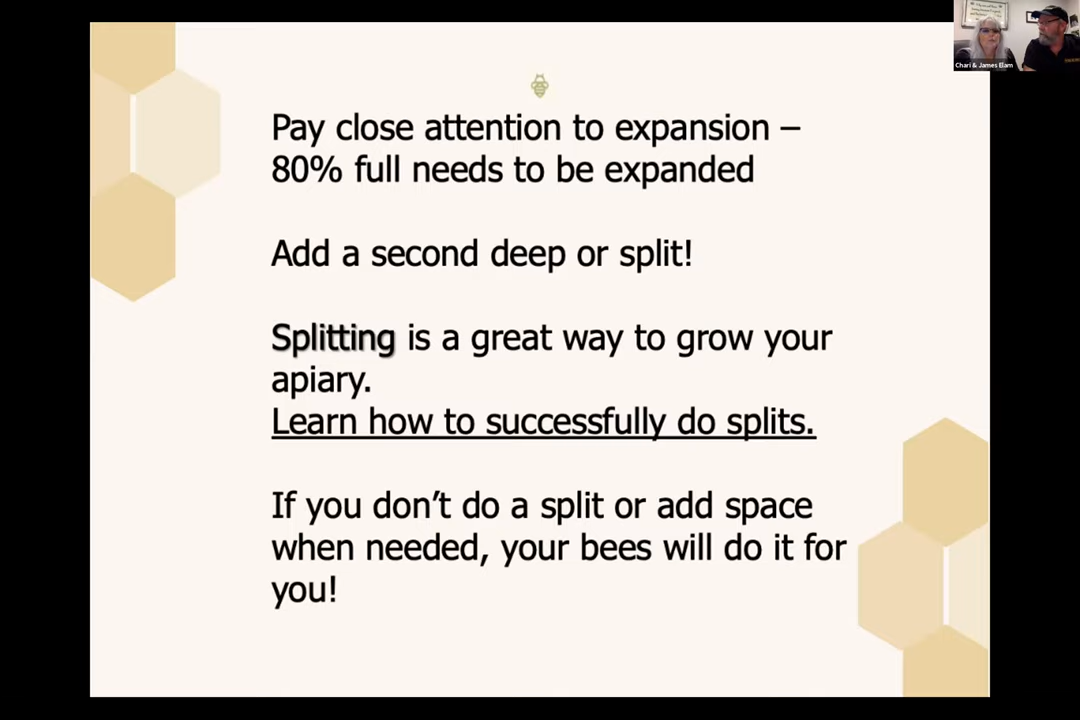 Chari & James Elam
Pay close attention to expansion –
80% full needs to be expanded
Add a second deep or split!
Splitting is a great way to grow your
apiary.
Learn how to successfully do splits.
If you don’t do a split or add space
when needed, your bees will do it for
you!